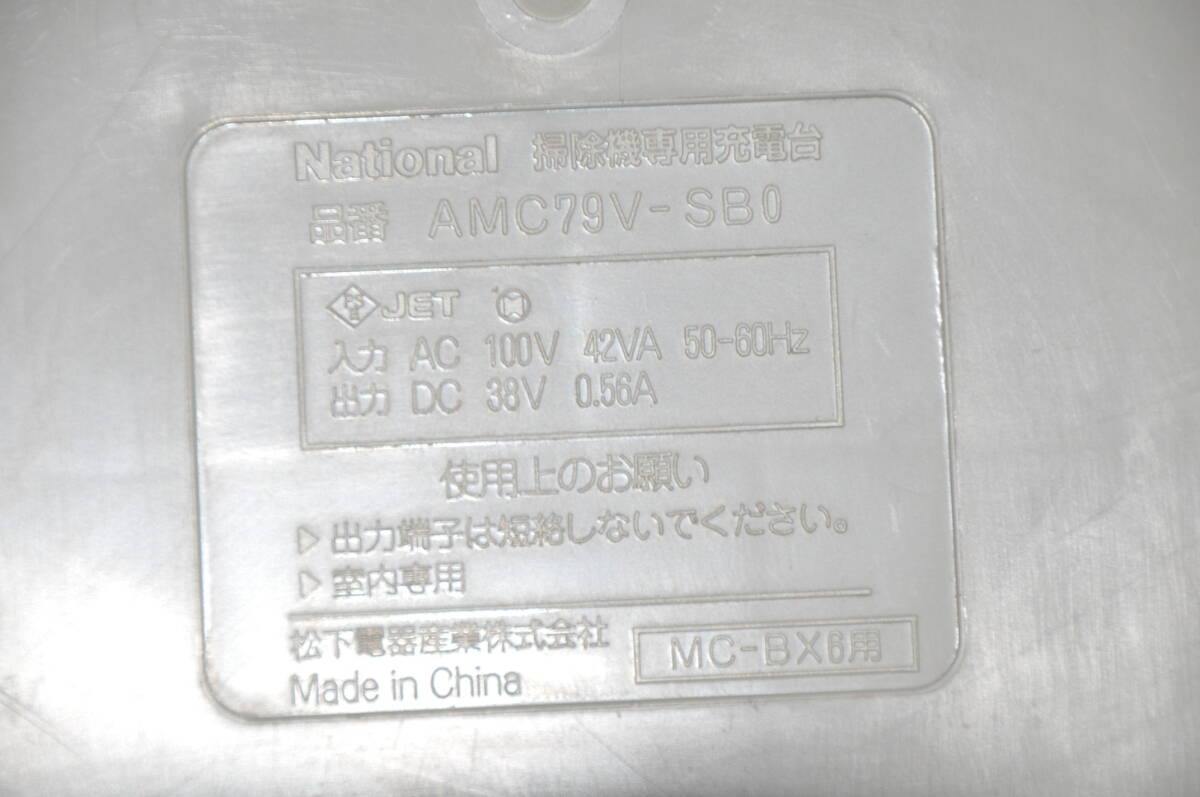 National 掃除機専用充電台
品番 AMC79V-SB0
PSE JET
入力 AC 100V 42VA 50-60Hz
出力 DC 38V 0.56A
使用上のお願い
▷ 出力端子は短絡しないでください。
▷ 室内専用
松下電器産業株式会社
MC-BX6用
Made in China